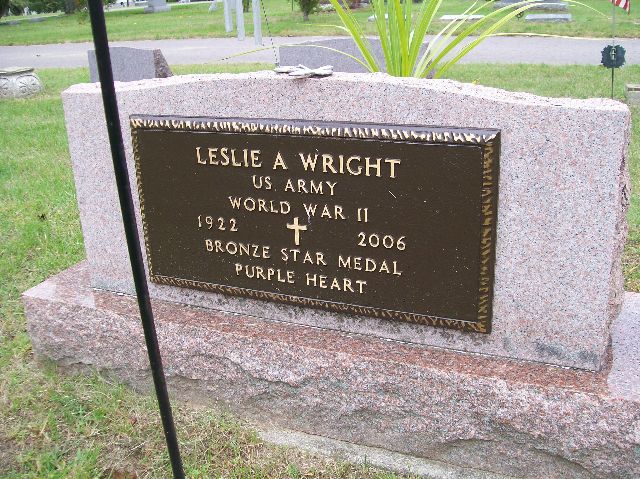 LESLIE A WRIGHT
US ARMY
WORLD WAR II
1922 2006
BRONZE STAR MEDAL
PURPLE HEART